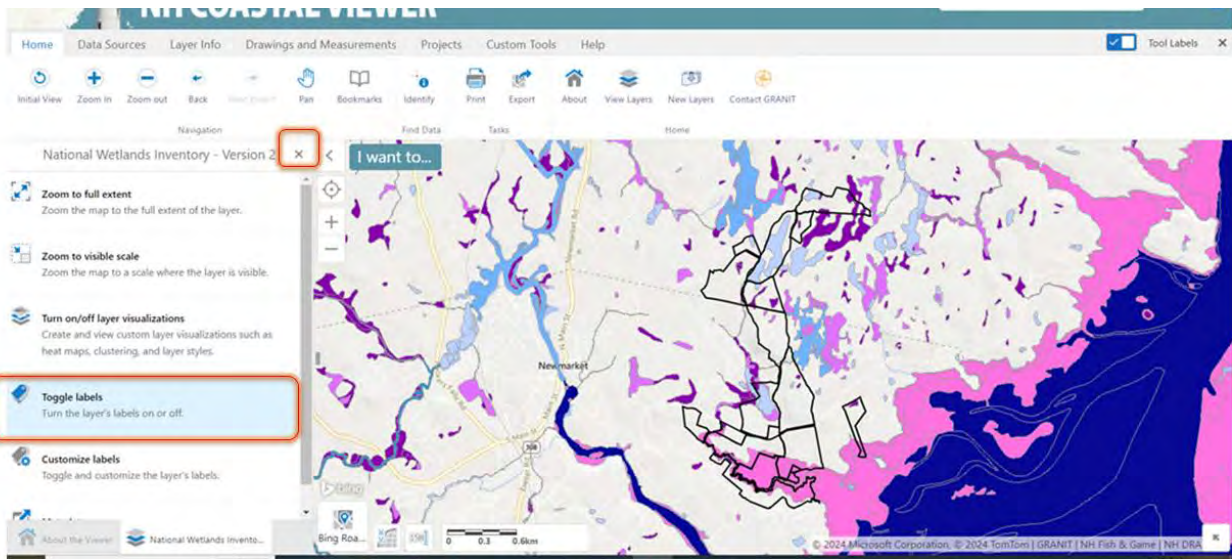 NH COASTAL VIEWER
Home Data Sources Layer Info Drawings and Measurements Projects Custom Tools Help Tool Labels
Initial View Zoom In Zoom out Back Pan Bookmarks Identify Print Export About View Layers New Layers Contact GRANIT
Navigation Find Data Tasks Home
National Wetlands Inventory - Version 2
I want to...
Zoom to full extent
Zoom the map to the full extent of the layer.
Zoom to visible scale
Zoom the map to a scale where the layer is visible.
Turn on/off layer visualizations
Create and view custom layer visualizations such as
heat maps, clustering, and layer styles.
Toggle labels
Turn the layer's labels on or off.
Customize labels
Toggle and customize the layer's labels.
Newmarket
N Main St
S Main St
108
bing
About the Viewer
National Wetlands Invento...
Bing Roa...
0 0.3 0.6km
© 2024 Microsoft Corporation, © 2024 TomTom | GRANIT | NH Fish & Game | NH DRA